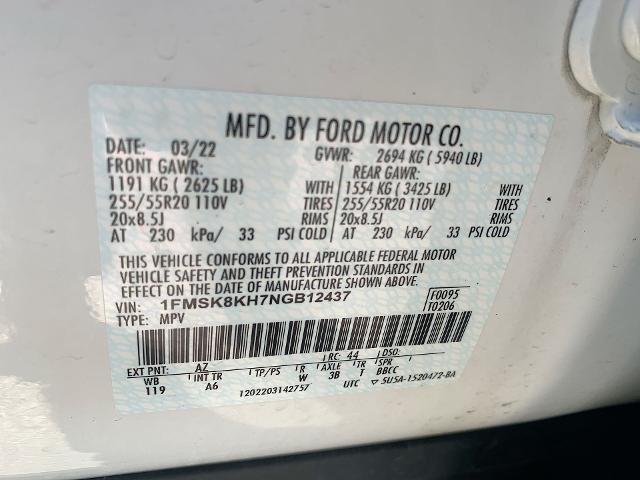 MFD. BY FORD MOTOR CO.
DATE: 03/22 GVWR: 2694 KG ( 5940 LB)
FRONT GAWR: REAR GAWR:
1191 KG ( 2625 LB) WITH 1554 KG ( 3425 LB) WITH
255/55R20 110V TIRES 255/55R20 110V TIRES
20x8.5J RIMS 20x8.5J RIMS
AT 230 kPa/ 33 PSI COLD AT 230 kPa/ 33 PSI COLD
THIS VEHICLE CONFORMS TO ALL APPLICABLE FEDERAL MOTOR
VEHICLE SAFETY AND THEFT PREVENTION STANDARDS IN
EFFECT ON THE DATE OF MANUFACTURE SHOWN ABOVE.
VIN: 1FMSK8KH7NGB12437 F0095
TYPE: MPV T0206
EXT PNT: AZ RC: 44 DSO:
WB INT TR TP/PS R AXLE TR SPR
119 A6 W 3B T BBCC
1202203142757 UTC ▽ 5U5A-1520472-BA